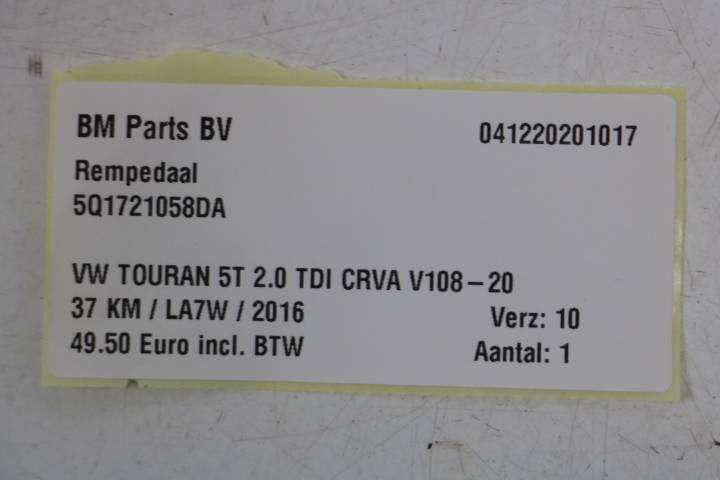 BM Parts BV 041220201017
Rempedaal
5Q1721058DA
VW TOURAN 5T 2.0 TDI CRVA V108-20
37 KM / LA7W / 2016 Verz: 10
49.50 Euro incl. BTW Aantal: 1